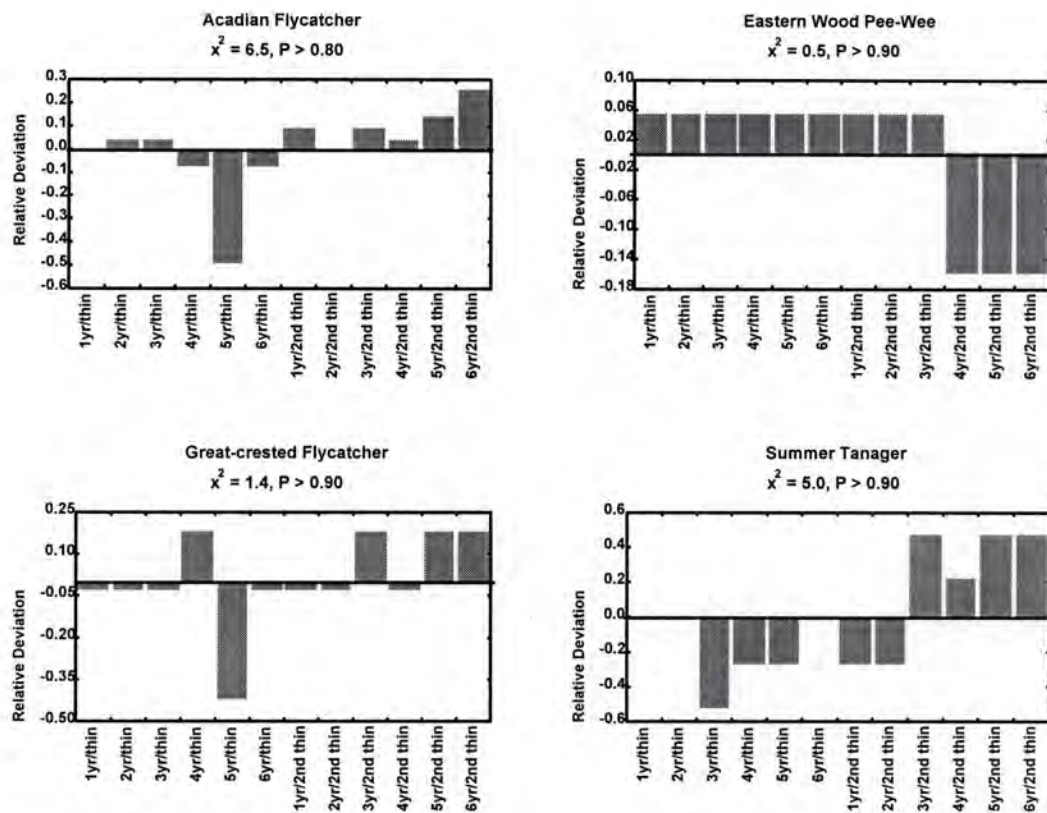 Acadian Flycatcher
x² = 6.5, P > 0.80
Relative Deviation
0.3
0.2
0.1
0.0
-0.1
-0.2
-0.3
-0.4
-0.5
-0.6
1yr/thin
2yr/thin
3yr/thin
4yr/thin
5yr/thin
6yr/thin
1yr/2nd thin
2yr/2nd thin
3yr/2nd thin
4yr/2nd thin
5yr/2nd thin
6yr/2nd thin
Eastern Wood Pee-Wee
x² = 0.5, P > 0.90
Relative Deviation
0.10
0.06
0.02
-0.02
-0.06
-0.10
-0.14
-0.18
1yr/thin
2yr/thin
3yr/thin
4yr/thin
5yr/thin
6yr/thin
1yr/2nd thin
2yr/2nd thin
3yr/2nd thin
4yr/2nd thin
5yr/2nd thin
6yr/2nd thin
Great-crested Flycatcher
x² = 1.4, P > 0.90
Relative Deviation
0.25
0.10
-0.05
-0.20
-0.35
-0.50
1yr/thin
2yr/thin
3yr/thin
4yr/thin
5yr/thin
6yr/thin
1yr/2nd thin
2yr/2nd thin
3yr/2nd thin
4yr/2nd thin
5yr/2nd thin
6yr/2nd thin
Summer Tanager
x² = 5.0, P > 0.90
Relative Deviation
0.6
0.4
0.2
0.0
-0.2
-0.4
-0.6
1yr/thin
2yr/thin
3yr/thin
4yr/thin
5yr/thin
6yr/thin
1yr/2nd thin
2yr/2nd thin
3yr/2nd thin
4yr/2nd thin
5yr/2nd thin
6yr/2nd thin